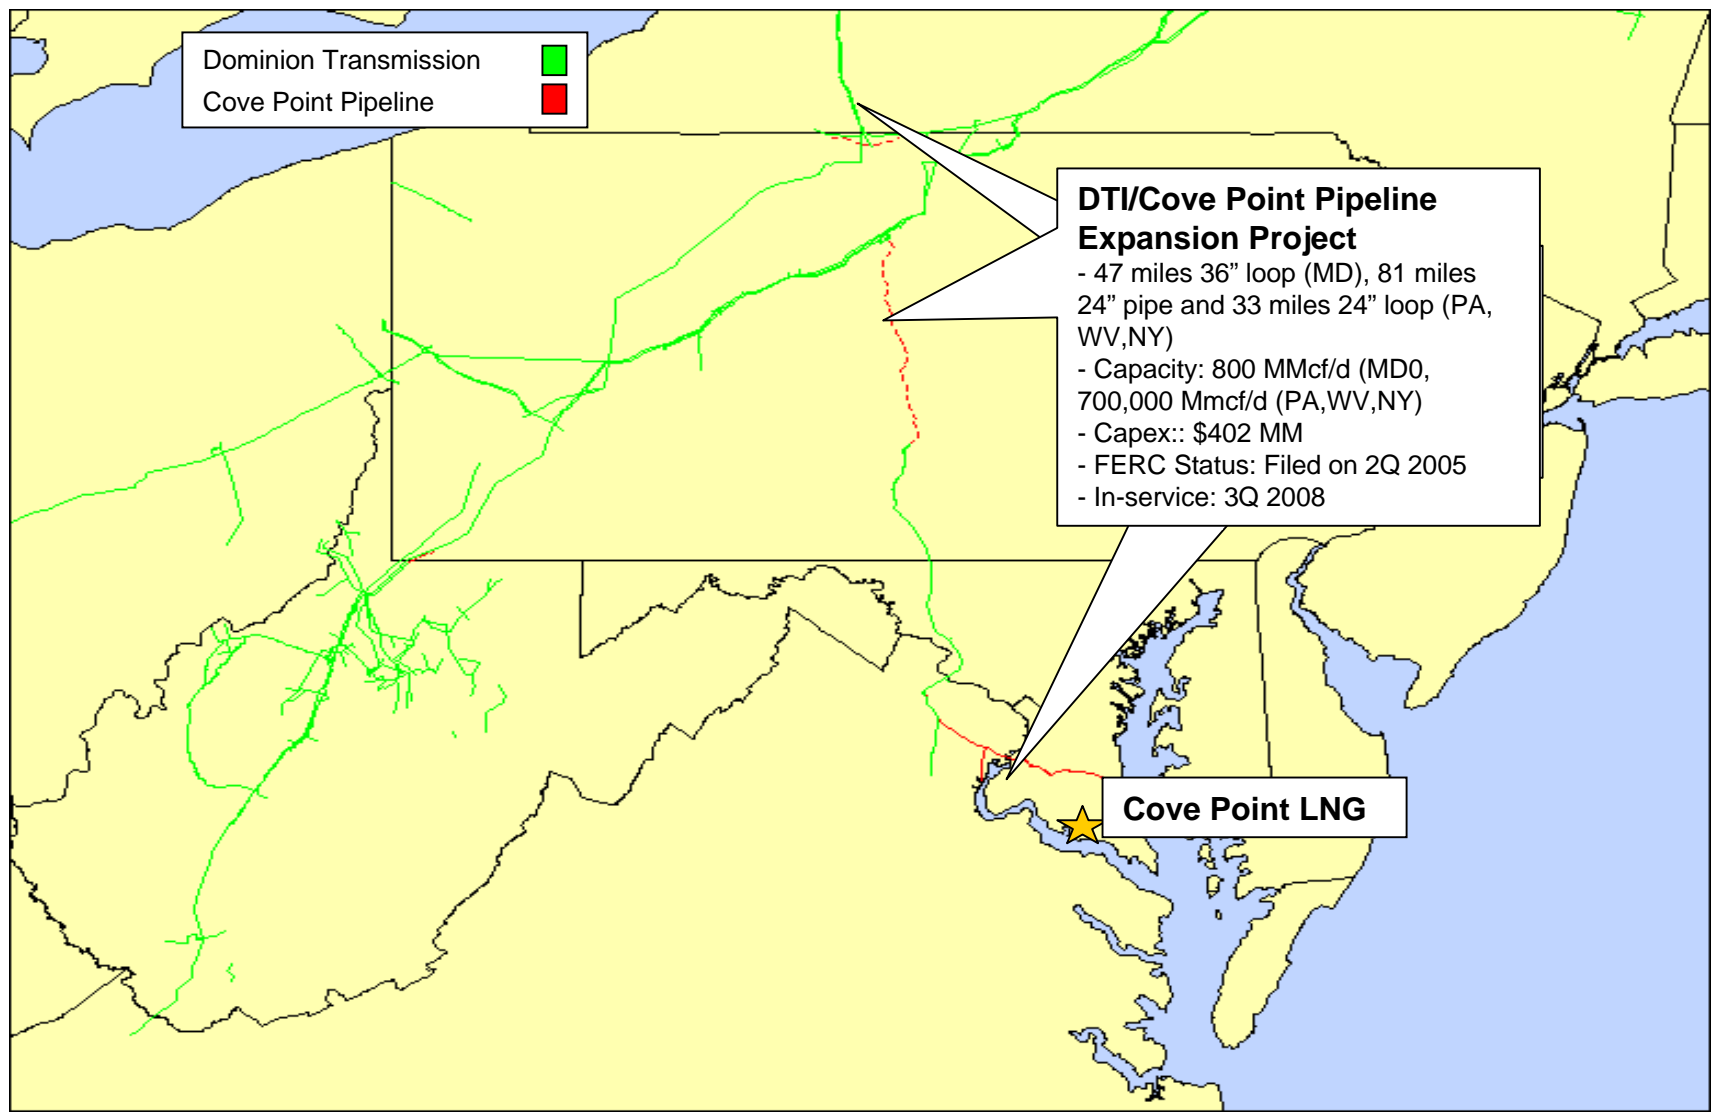 Dominion Transmission
Cove Point Pipeline
DTI/Cove Point Pipeline
Expansion Project
- 47 miles 36” loop (MD), 81 miles
24” pipe and 33 miles 24” loop (PA,
WV,NY)
- Capacity: 800 MMcf/d (MD0,
700,000 Mmcf/d (PA,WV,NY)
- Capex:: $402 MM
- FERC Status: Filed on 2Q 2005
- In-service: 3Q 2008
Cove Point LNG